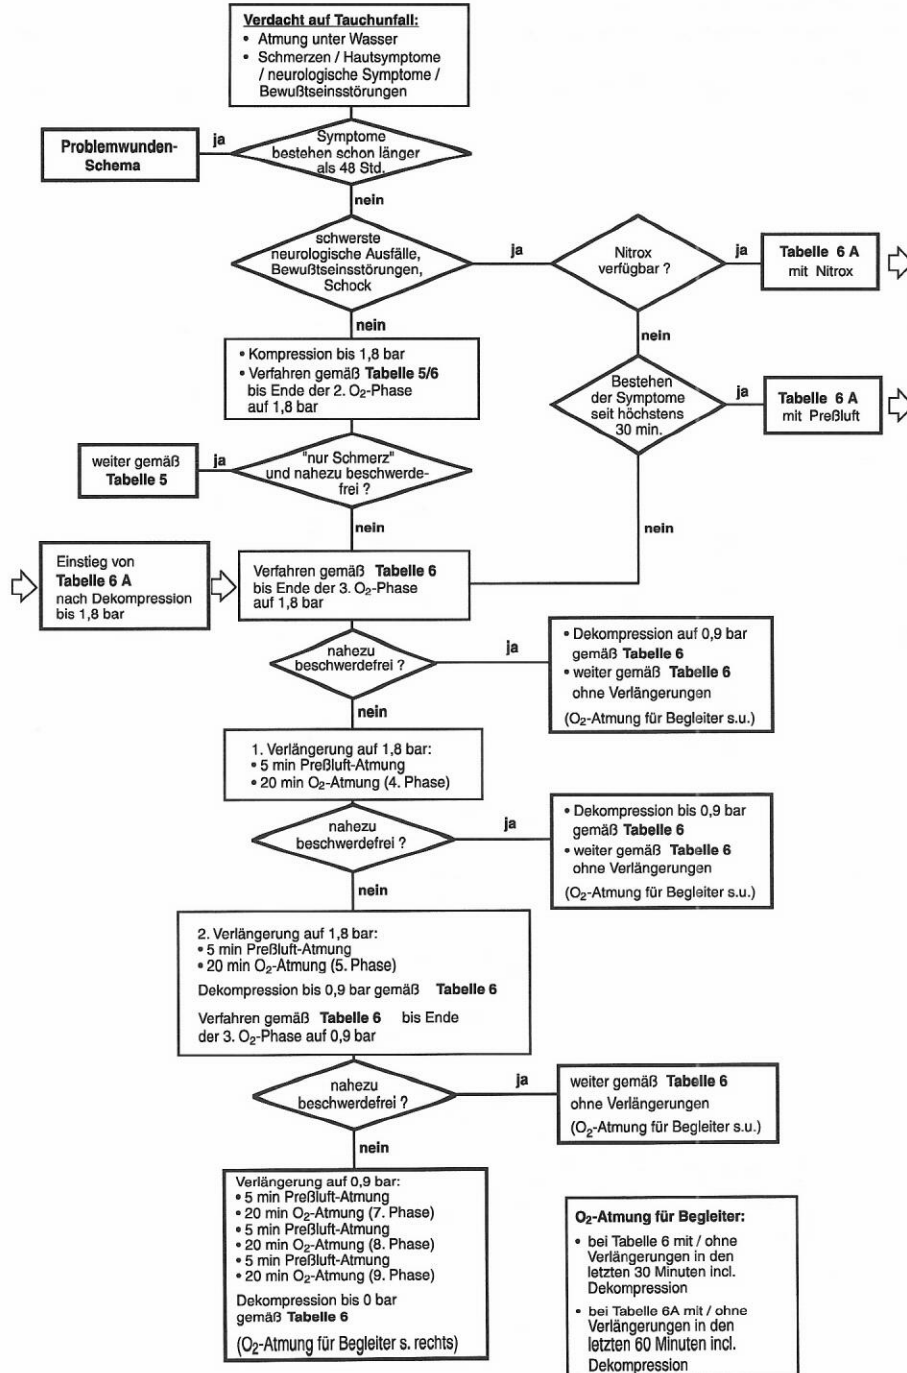 Verdacht auf Tauchunfall:
• Atmung unter Wasser
• Schmerzen / Hautsymptome
/ neurologische Symptome /
Bewußtseinsstörungen
Symptome
bestehen schon länger
als 48 Std.
ja
Problemwunden-
Schema
nein
schwerste
neurologische Ausfälle,
Bewußtseinsstörungen,
Schock
ja
Nitrox
verfügbar ?
ja
Tabelle 6 A
mit Nitrox
nein
nein
• Kompression bis 1,8 bar
• Verfahren gemäß Tabelle 5/6
bis Ende der 2. O₂-Phase
auf 1,8 bar
Bestehen
der Symptome
seit höchstens
30 min.
ja
Tabelle 6 A
mit Preßluft
"nur Schmerz"
und nahezu beschwerde-
frei ?
ja
weiter gemäß
Tabelle 5
nein
nein
Einstieg von
Tabelle 6 A
nach Dekompression
bis 1,8 bar
Verfahren gemäß Tabelle 6
bis Ende der 3. O₂-Phase
auf 1,8 bar
nahezu
beschwerdefrei ?
ja
• Dekompression auf 0,9 bar
gemäß Tabelle 6
• weiter gemäß Tabelle 6
ohne Verlängerungen
(O₂-Atmung für Begleiter s.u.)
nein
1. Verlängerung auf 1,8 bar:
• 5 min Preßluft-Atmung
• 20 min O₂-Atmung (4. Phase)
nahezu
beschwerdefrei ?
ja
• Dekompression bis 0,9 bar
gemäß Tabelle 6
• weiter gemäß Tabelle 6
ohne Verlängerungen
(O₂-Atmung für Begleiter s.u.)
nein
2. Verlängerung auf 1,8 bar:
• 5 min Preßluft-Atmung
• 20 min O₂-Atmung (5. Phase)
Dekompression bis 0,9 bar gemäß Tabelle 6
Verfahren gemäß Tabelle 6 bis Ende
der 3. O₂-Phase auf 0,9 bar
nahezu
beschwerdefrei ?
ja
weiter gemäß Tabelle 6
ohne Verlängerungen
(O₂-Atmung für Begleiter s.u.)
nein
Verlängerung auf 0,9 bar:
• 5 min Preßluft-Atmung
• 20 min O₂-Atmung (7. Phase)
• 5 min Preßluft-Atmung
• 20 min O₂-Atmung (8. Phase)
• 5 min Preßluft-Atmung
• 20 min O₂-Atmung (9. Phase)
Dekompression bis 0 bar
gemäß Tabelle 6
(O₂-Atmung für Begleiter s. rechts)
O₂-Atmung für Begleiter:
• bei Tabelle 6 mit / ohne
Verlängerungen in den
letzten 30 Minuten incl.
Dekompression
• bei Tabelle 6A mit / ohne
Verlängerungen in den
letzten 60 Minuten incl.
Dekompression